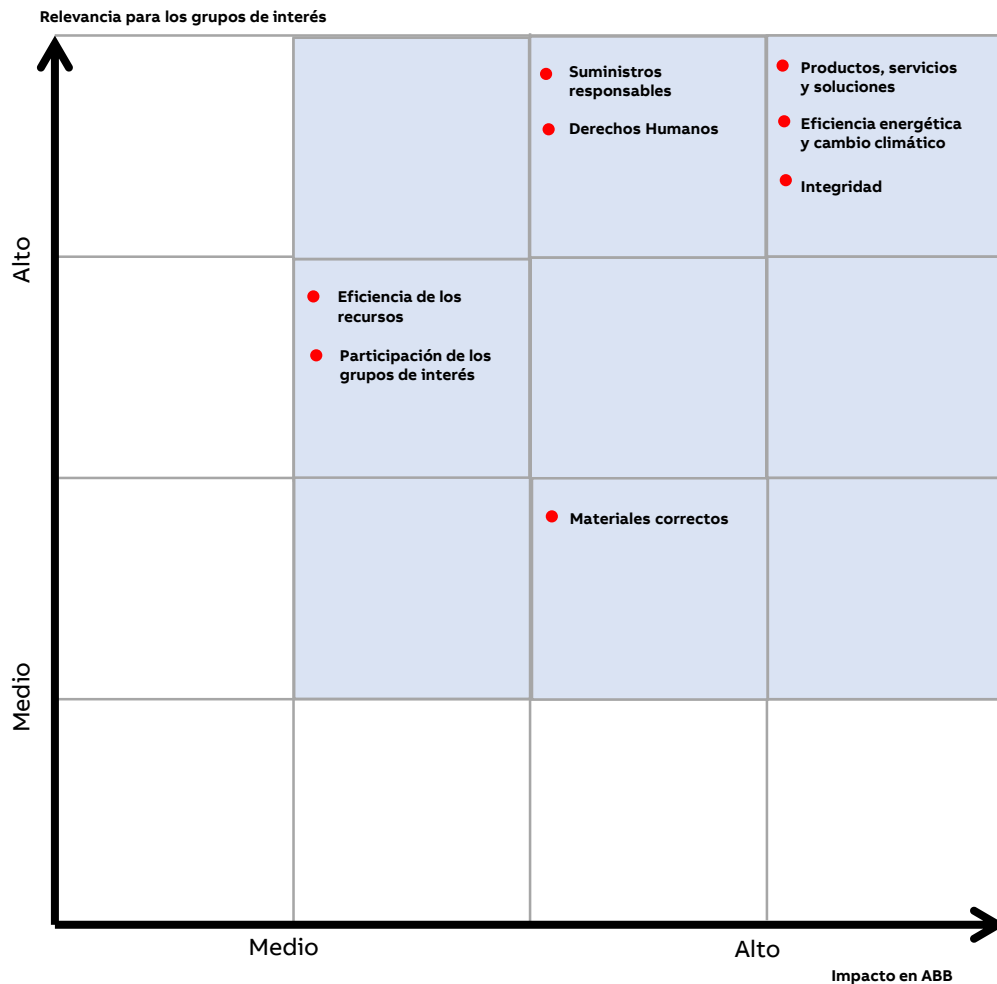 Relevancia para los grupos de interés
Suministros
responsables
Derechos Humanos
Productos, servicios
y soluciones
Eficiencia energética
y cambio climático
Integridad
Alto
Eficiencia de los
recursos
Participación de los
grupos de interés
Materiales correctos
Medio
Medio
Alto
Impacto en ABB